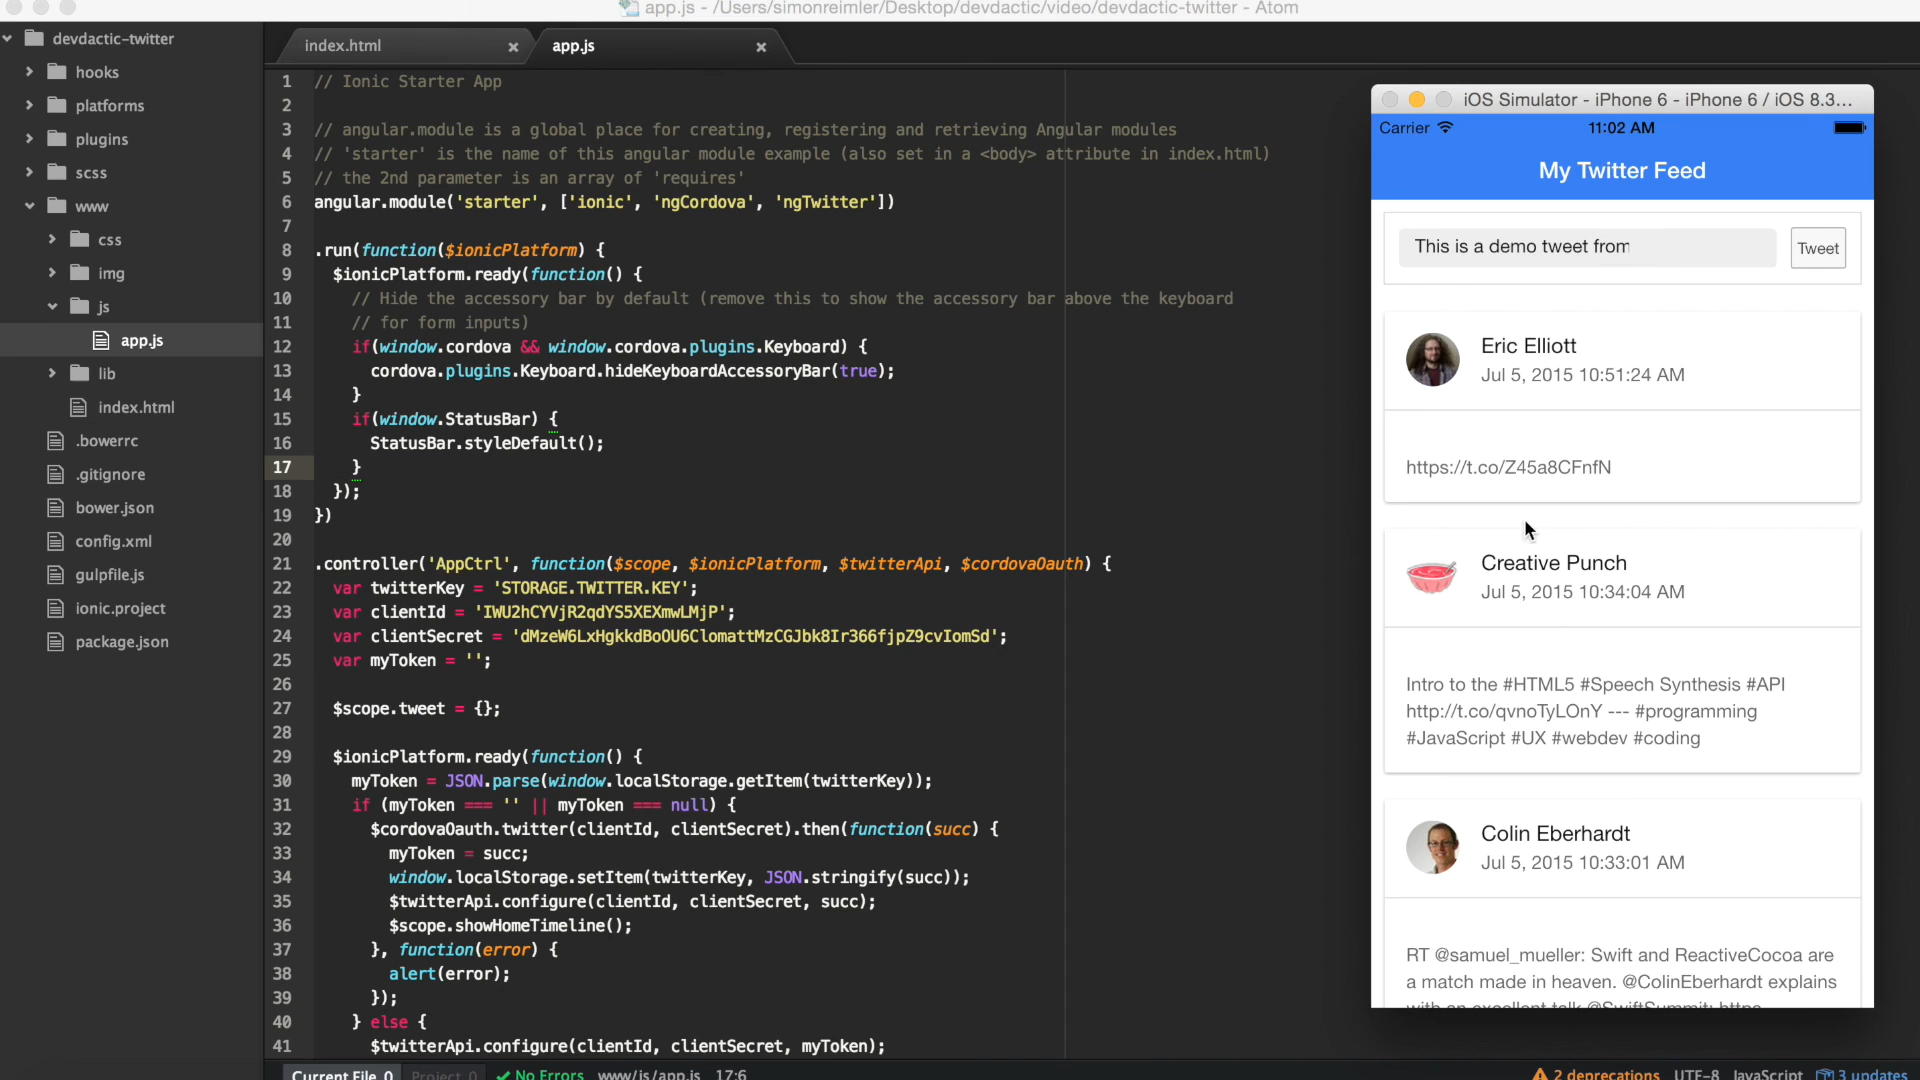 app.js - /Users/simonreimler/Desktop/devdactic/video/devdactic-twitter - Atom
devdactic-twitter
hooks
platforms
plugins
scss
www
css
img
js
app.js
lib
index.html
.bowerrc
.gitignore
bower.json
config.xml
gulpfile.js
ionic.project
package.json
index.html
app.js
1 // Ionic Starter App
2
3 // angular.module is a global place for creating, registering and retrieving Angular modules
4 // 'starter' is the name of this angular module example (also set in a <body> attribute in index.html)
5 // the 2nd parameter is an array of 'requires'
6 angular.module('starter', ['ionic', 'ngCordova', 'ngTwitter'])
7
8 .run(function($ionicPlatform) {
9 $ionicPlatform.ready(function() {
10 // Hide the accessory bar by default (remove this to show the accessory bar above the keyboard
11 // for form inputs)
12 if(window.cordova && window.cordova.plugins.Keyboard) {
13 cordova.plugins.Keyboard.hideKeyboardAccessoryBar(true);
14 }
15 if(window.StatusBar) {
16 StatusBar.styleDefault();
17 }
18 });
19 })
20
21 .controller('AppCtrl', function($scope, $ionicPlatform, $twitterApi, $cordovaOauth) {
22 var twitterKey = 'STORAGE.TWITTER.KEY';
23 var clientId = 'IWU2hCYVjR2qdYS5XEXmwLMjP';
24 var clientSecret = 'dMzeW6LxHgkkdBoOU6ClomattMzCGJbk8Ir366fjpZ9cvIomSd';
25 var myToken = '';
26
27 $scope.tweet = {};
28
29 $ionicPlatform.ready(function() {
30 myToken = JSON.parse(window.localStorage.getItem(twitterKey));
31 if (myToken === '' || myToken === null) {
32 $cordovaOauth.twitter(clientId, clientSecret).then(function(succ) {
33 myToken = succ;
34 window.localStorage.setItem(twitterKey, JSON.stringify(succ));
35 $twitterApi.configure(clientId, clientSecret, succ);
36 $scope.showHomeTimeline();
37 }, function(error) {
38 alert(error);
39 });
40 } else {
41 $twitterApi.configure(clientId, clientSecret, myToken);
Current File 0 Project 0 No Errors www/js/app.js 17:6 2 deprecations UTF-8 JavaScript 3 updates
iOS Simulator - iPhone 6 - iPhone 6 / iOS 8.3...
Carrier 11:02 AM
My Twitter Feed
This is a demo tweet from
Tweet
Eric Elliott
Jul 5, 2015 10:51:24 AM
https://t.co/Z45a8CFnfN
Creative Punch
Jul 5, 2015 10:34:04 AM
Intro to the #HTML5 #Speech Synthesis #API
http://t.co/qvnoTyLOnY --- #programming
#JavaScript #UX #webdev #coding
Colin Eberhardt
Jul 5, 2015 10:33:01 AM
RT @samuel_mueller: Swift and ReactiveCocoa are
a match made in heaven. @ColinEberhardt explains
with an excellent talk @SwiftSummit: https